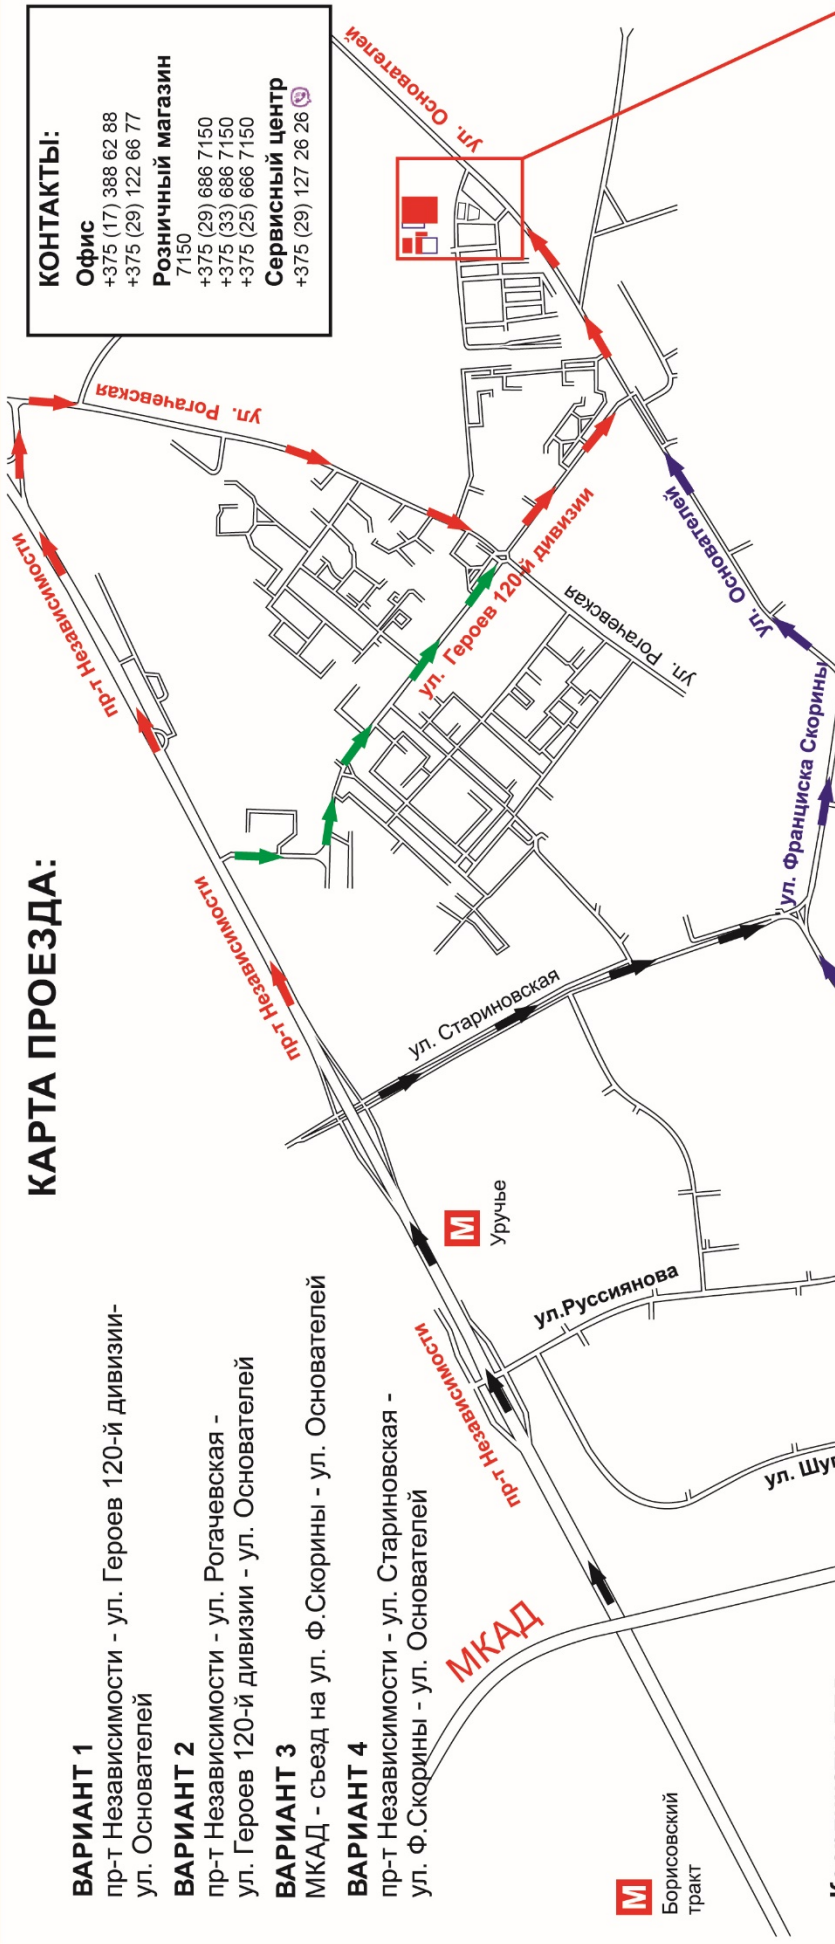 КАРТА ПРОЕЗДА:
ВАРИАНТ 1
пр-т Независимости - ул. Героев 120-й дивизии-
ул. Основателей
ВАРИАНТ 2
пр-т Независимости - ул. Рогачевская -
ул. Героев 120-й дивизии - ул. Основателей
ВАРИАНТ 3
МКАД - съезд на ул. Ф.Скорины - ул. Основателей
ВАРИАНТ 4
пр-т Независимости - ул. Стариновская -
ул. Ф.Скорины - ул. Основателей
КОНТАКТЫ:
Офис
+375 (17) 388 62 88
+375 (29) 122 66 77
Розничный магазин
7150
+375 (29) 686 7150
+375 (33) 686 7150
+375 (25) 666 7150
Сервисный центр
+375 (29) 127 26 26
пр-т Независимости
ул. Рогачевская
ул. Основателей
пр-т Независимости
ул. Героев 120-й дивизии
ул. Рогачевская
ул. Основателей
ул. Стариновская
ул. Франциска Скорины
пр-т Независимости
М
Уручье
ул.Руссиянова
МКАД
М
Борисовский
тракт